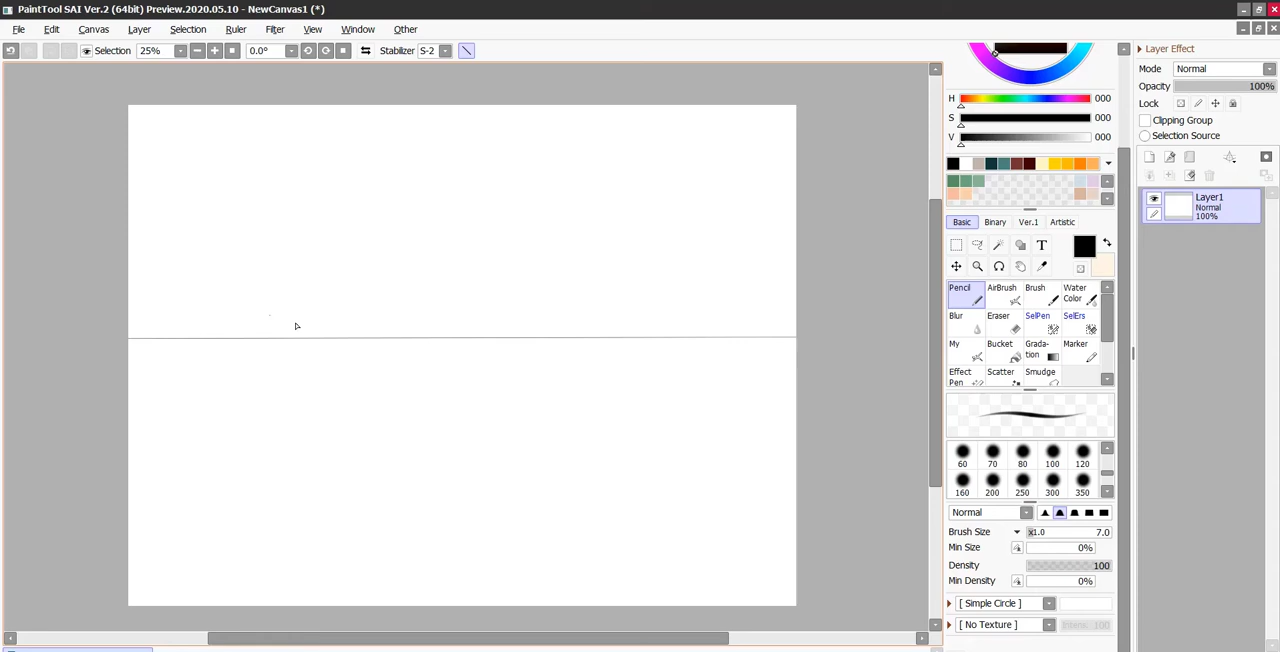 PaintTool SAI Ver.2 (64bit) Preview.2020.05.10 - NewCanvas1 (*)
File Edit Canvas Layer Selection Ruler Filter View Window Other
Selection 25% 0.0° Stabilizer S-2
Layer Effect
Mode Normal
Opacity 100%
Lock
Clipping Group
Selection Source
Layer1
Normal
100%
H 000
S 000
V 000
Basic Binary Ver.1 Artistic
T
Pencil AirBrush Brush Water Color
Blur Eraser SelPen SelErs
My Bucket Grada-tion Marker
Effect Pen Scatter Smudge
60 70 80 100 120
160 200 250 300 350
Normal
Brush Size x1.0 7.0
Min Size 0%
Density 100
Min Density 0%
[ Simple Circle ]
[ No Texture ] Intens 100